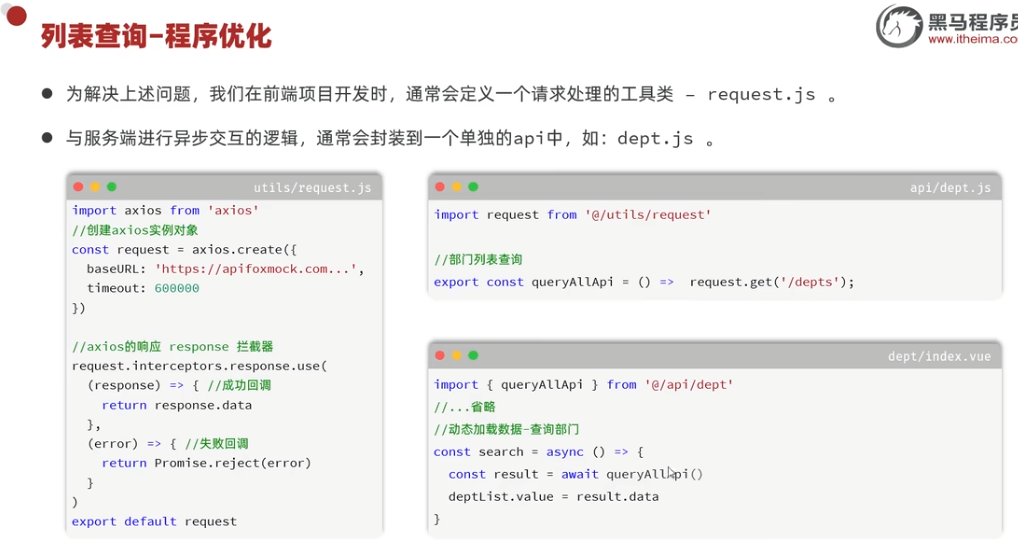 列表查询-程序优化
黑马程序员
www.itheima.co
● 为解决上述问题，我们在前端项目开发时，通常会定义一个请求处理的工具类 - request.js 。
● 与服务端进行异步交互的逻辑，通常会封装到一个单独的api中，如：dept.js 。
utils/request.js
import axios from 'axios'
//创建axios实例对象
const request = axios.create({
  baseURL: 'https://apifoxmock.com...',
  timeout: 600000
})
//axios的响应 response 拦截器
request.interceptors.response.use(
  (response) => { //成功回调
    return response.data
  },
  (error) => { //失败回调
    return Promise.reject(error)
  }
)
export default request
api/dept.js
import request from '@/utils/request'
//部门列表查询
export const queryAllApi = () =>  request.get('/depts');
dept/index.vue
import { queryAllApi } from '@/api/dept'
//...省略
//动态加载数据-查询部门
const search = async () => {
  const result = await queryAllApi()
  deptList.value = result.data
}